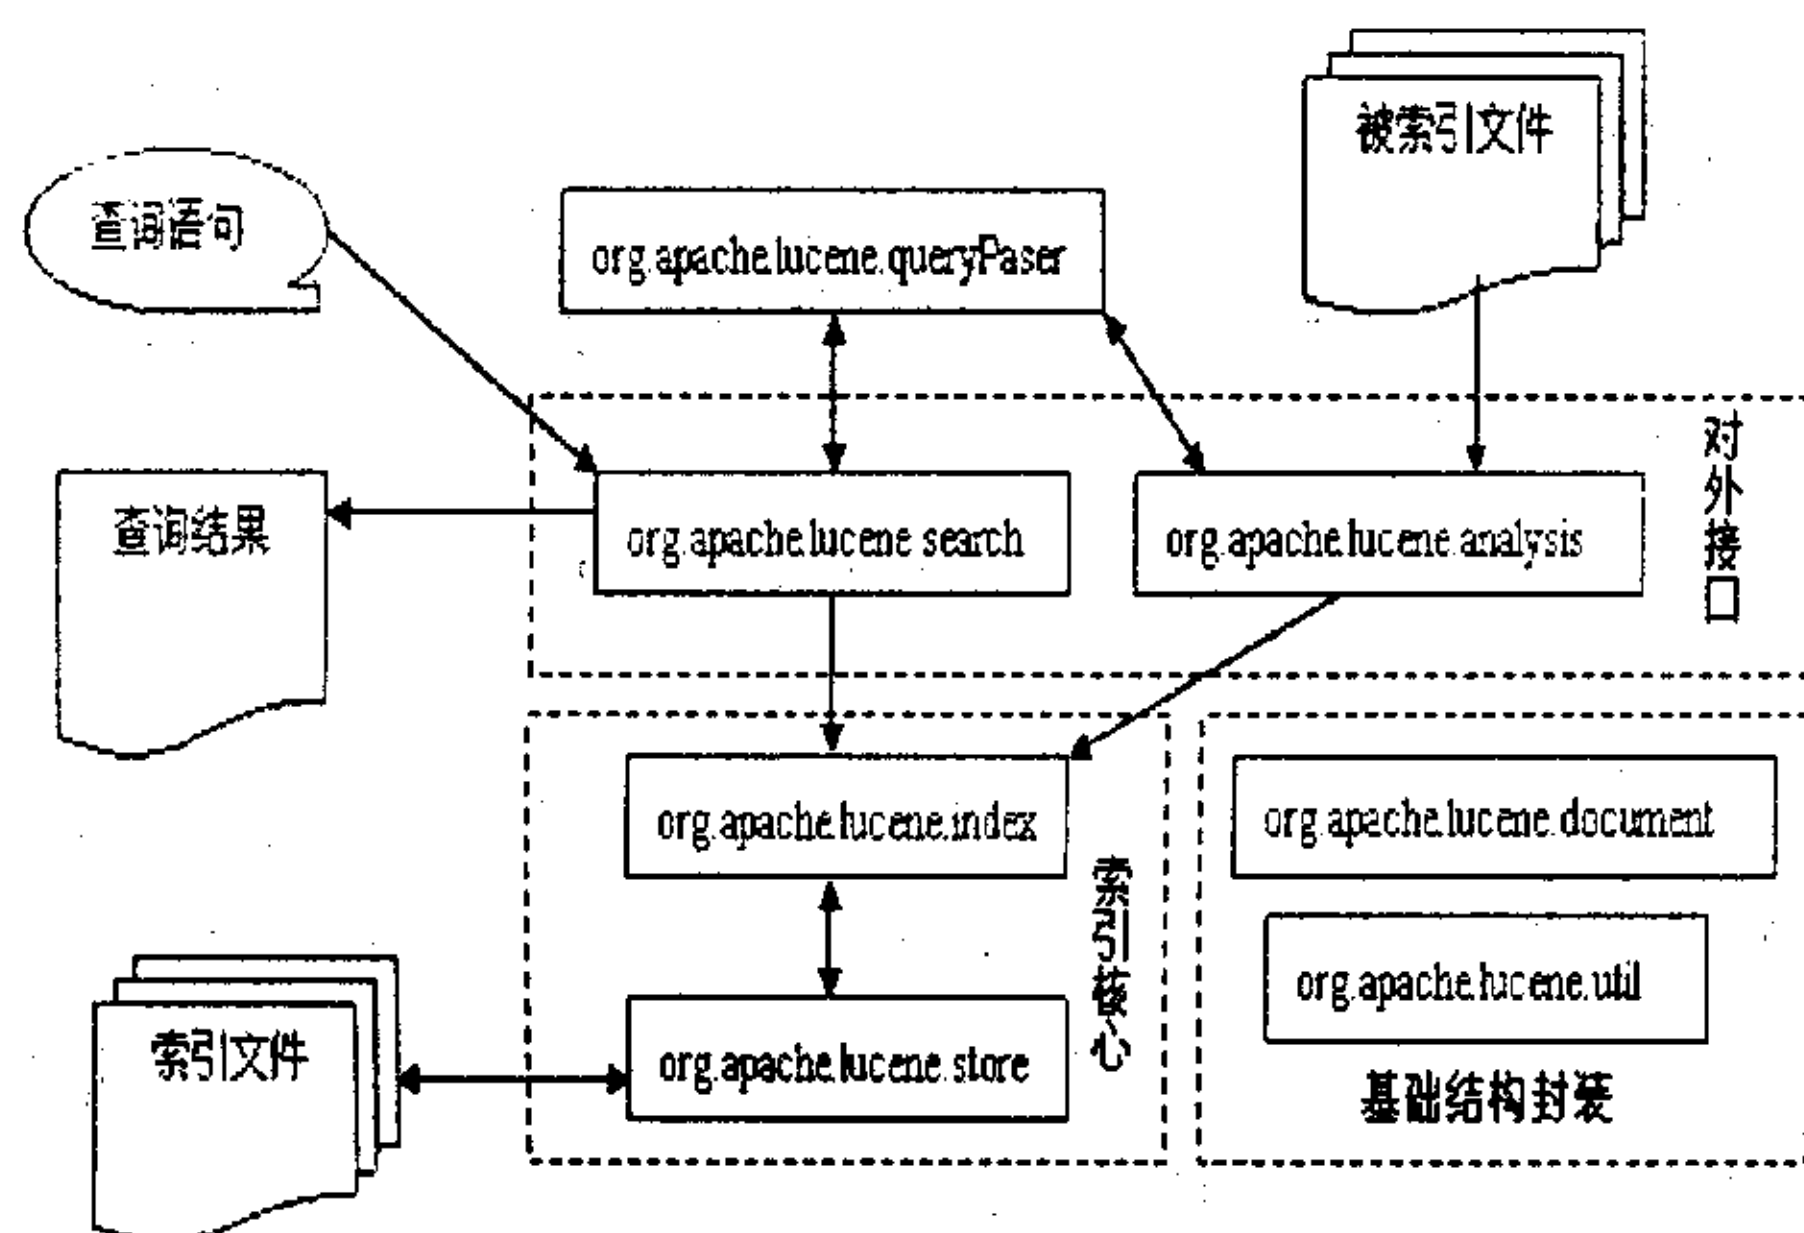 被索引文件
查询语句
org.apache.lucene.queryPaser
对外接口
查询结果
org.apache.lucene.search
org.apache.lucene.analysis
org.apache.lucene.index
org.apache.lucene.document
索引核心
org.apache.lucene.util
索引文件
org.apache.lucene.store
基础结构封装